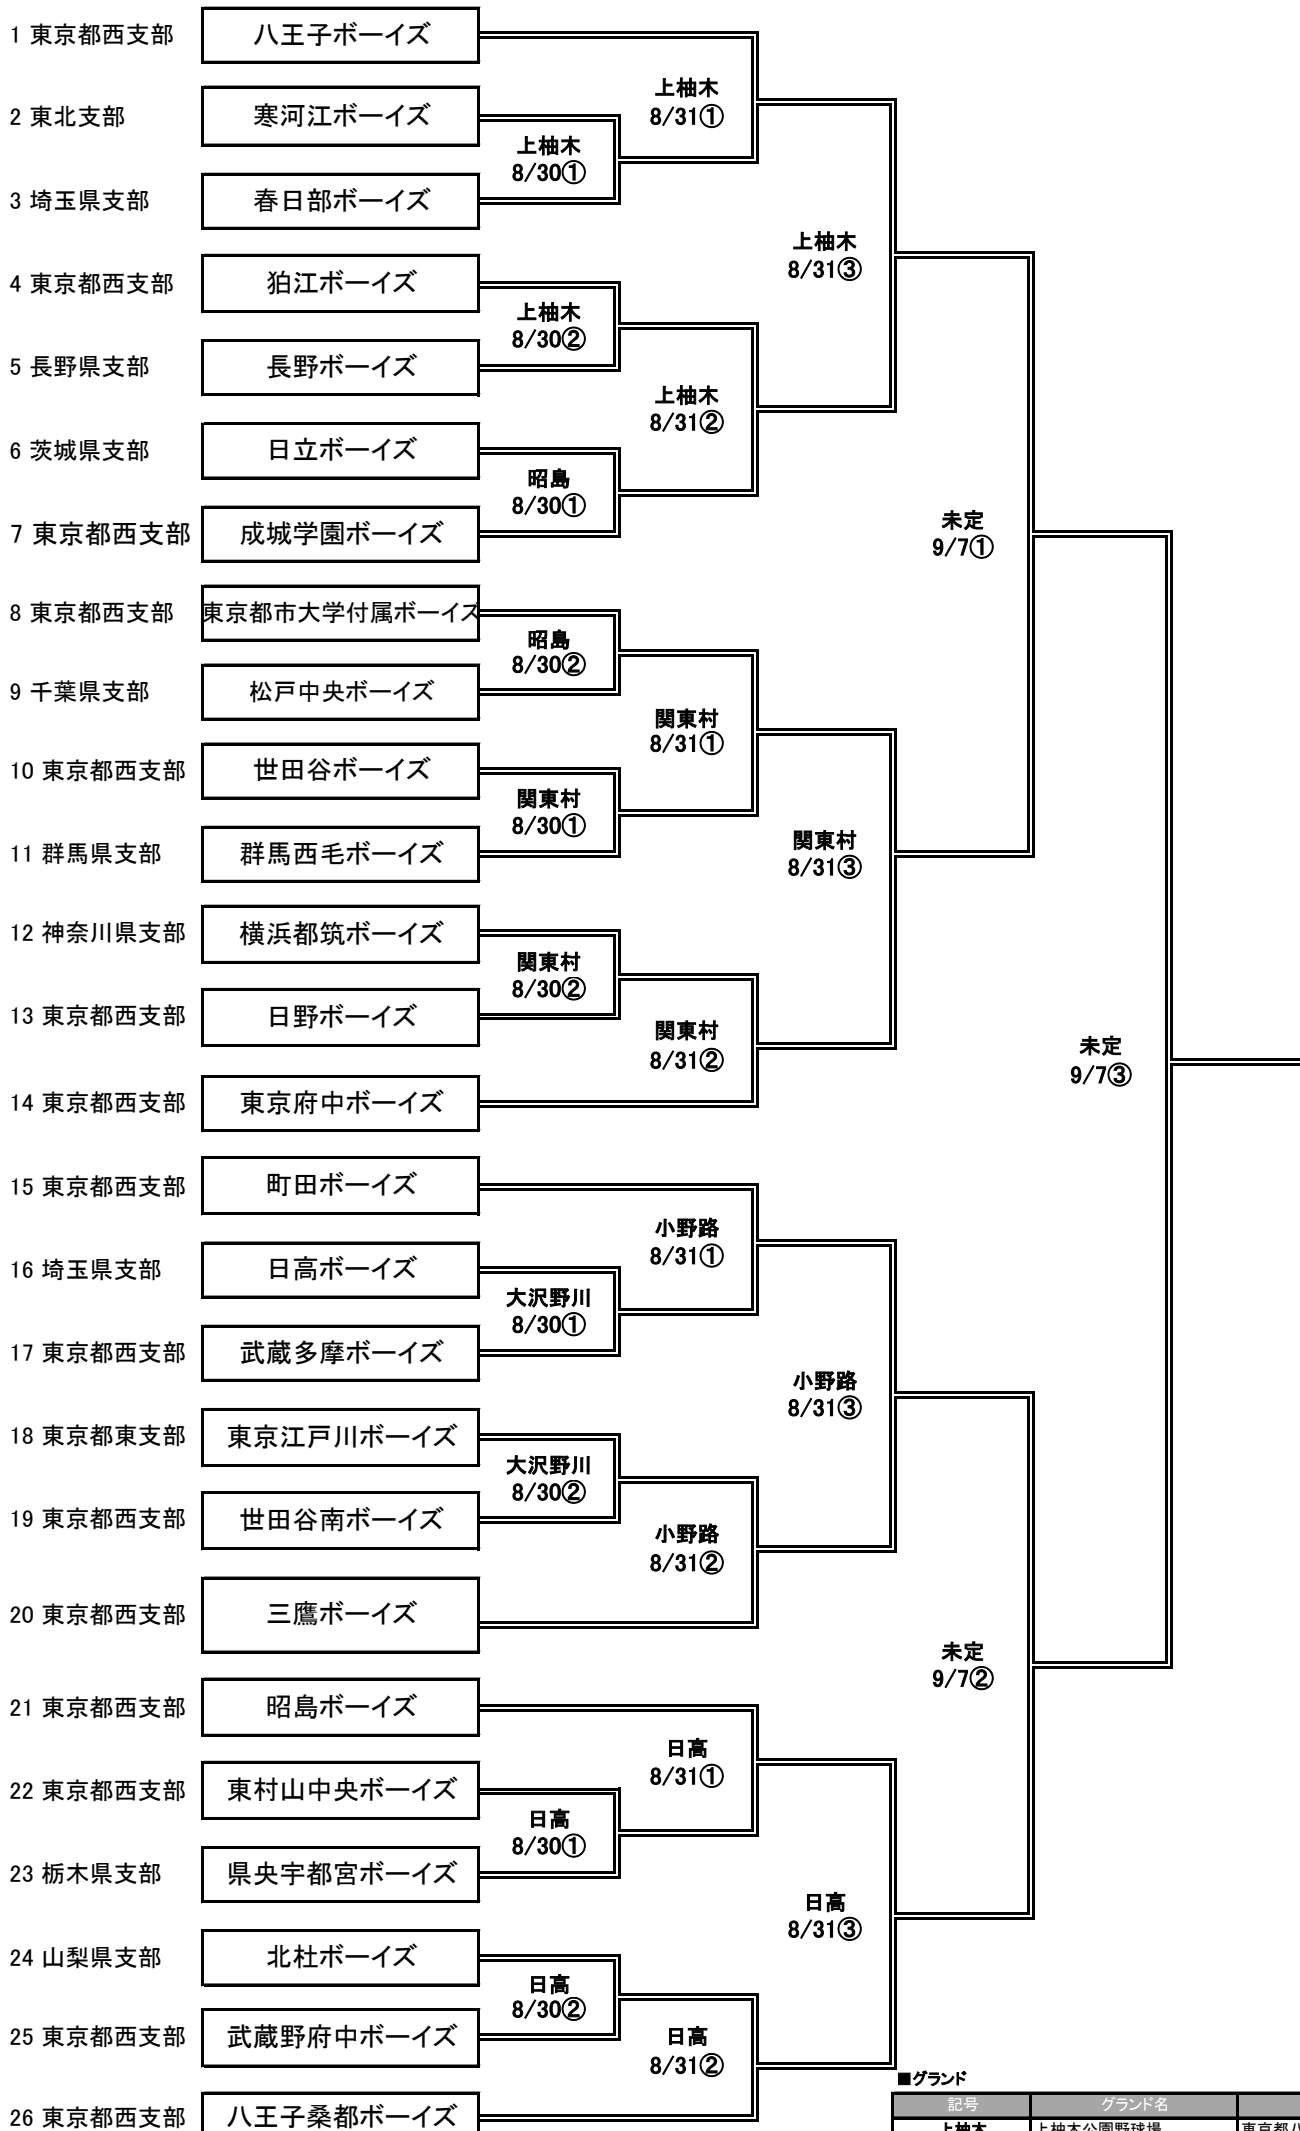 1 東京都西支部 八王子ボーイズ
上柚木
8/31①
2 東北支部 寒河江ボーイズ
上柚木
8/30①
3 埼玉県支部 春日部ボーイズ
上柚木
8/31③
4 東京都西支部 狛江ボーイズ
上柚木
8/30②
5 長野県支部 長野ボーイズ
上柚木
8/31②
6 茨城県支部 日立ボーイズ
昭島
8/30①
7 東京都西支部 成城学園ボーイズ
未定
9/7①
8 東京都西支部 東京都市大学付属ボーイズ
昭島
8/30②
9 千葉県支部 松戸中央ボーイズ
関東村
8/31①
10 東京都西支部 世田谷ボーイズ
関東村
8/30①
11 群馬県支部 群馬西毛ボーイズ
関東村
8/31③
12 神奈川県支部 横浜都筑ボーイズ
関東村
8/30②
13 東京都西支部 日野ボーイズ
関東村
8/31②
未定
9/7③
14 東京都西支部 東京府中ボーイズ
15 東京都西支部 町田ボーイズ
小野路
8/31①
16 埼玉県支部 日高ボーイズ
大沢野川
8/30①
17 東京都西支部 武蔵多摩ボーイズ
小野路
8/31③
18 東京都東支部 東京江戸川ボーイズ
大沢野川
8/30②
19 東京都西支部 世田谷南ボーイズ
小野路
8/31②
20 東京都西支部 三鷹ボーイズ
未定
9/7②
21 東京都西支部 昭島ボーイズ
日高
8/31①
22 東京都西支部 東村山中央ボーイズ
日高
8/30①
23 栃木県支部 県央宇都宮ボーイズ
日高
8/31③
24 山梨県支部 北杜ボーイズ
日高
8/30②
25 東京都西支部 武蔵野府中ボーイズ
日高
8/31②
26 東京都西支部 八王子桑都ボーイズ
■グランド
記号 グランド名
上柚木 上柚木公園野球場